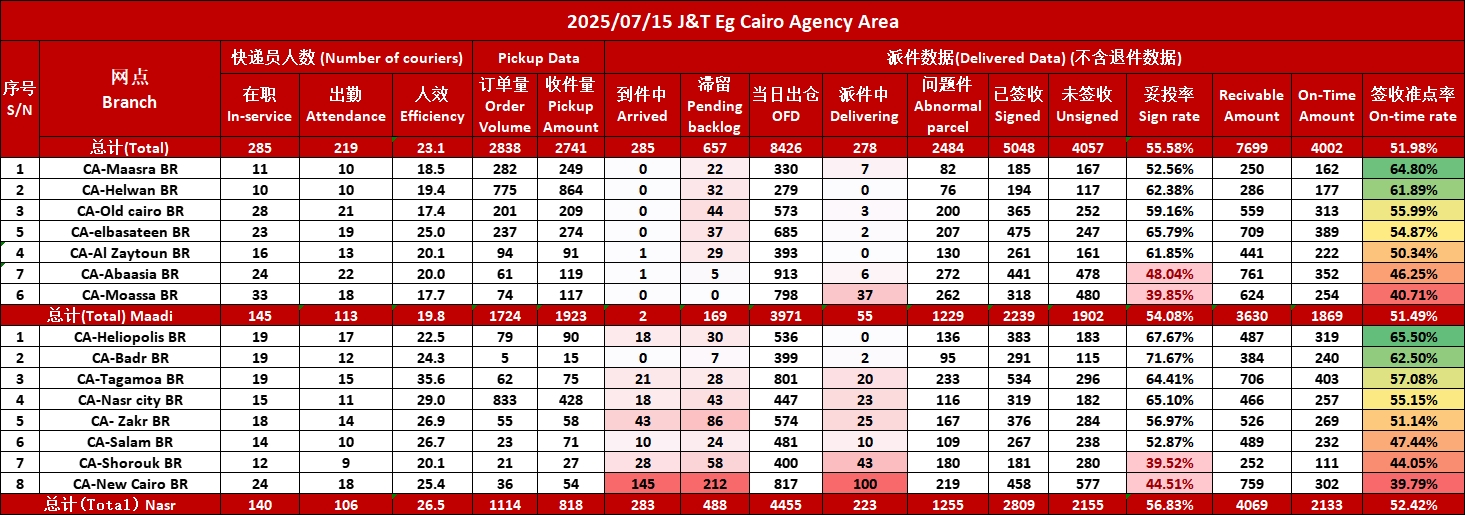 2025/07/15 J&T Eg Cairo Agency Area
序号 S/N 网点 Branch 快递员人数 (Number of couriers) Pickup Data 派件数据(Delivered Data) (不含退件数据)
在职 In-service 出勤 Attendance 人效 Efficiency 订单量 Order Volume 收件量 Pickup Amount 到件中 Arrived 滞留 Pending backlog 当日出仓 OFD 派件中 Delivering 问题件 Abnormal parcel 已签收 Signed 未签收 Unsigned 妥投率 Sign rate Recivable Amount On-Time Amount 签收准点率 On-time rate
总计(Total) 285 219 23.1 2838 2741 285 657 8426 278 2484 5048 4057 55.58% 7699 4002 51.98%
1 CA-Maasra BR 11 10 18.5 282 249 0 22 330 7 82 185 167 52.56% 250 162 64.80%
2 CA-Helwan BR 10 10 19.4 775 864 0 32 279 0 76 194 117 62.38% 286 177 61.89%
3 CA-Old cairo BR 28 21 17.4 201 209 0 44 573 3 200 365 252 59.16% 559 313 55.99%
5 CA-elbasateen BR 23 19 25.0 237 274 0 37 685 2 207 475 247 65.79% 709 389 54.87%
4 CA-Al Zaytoun BR 16 13 20.1 94 91 1 29 393 0 130 261 161 61.85% 441 222 50.34%
7 CA-Abaasia BR 24 22 20.0 61 119 1 5 913 6 272 441 478 48.04% 761 352 46.25%
6 CA-Moassa BR 33 18 17.7 74 117 0 0 798 37 262 318 480 39.85% 624 254 40.71%
总计(Total) Maadi 145 113 19.8 1724 1923 2 169 3971 55 1229 2239 1902 54.08% 3630 1869 51.49%
1 CA-Heliopolis BR 19 17 22.5 79 90 18 30 536 0 136 383 183 67.67% 487 319 65.50%
2 CA-Badr BR 19 12 24.3 5 15 0 7 399 2 95 291 115 71.67% 384 240 62.50%
3 CA-Tagamoa BR 19 15 35.6 62 75 21 28 801 20 233 534 296 64.41% 706 403 57.08%
4 CA-Nasr city BR 15 11 29.0 833 428 18 43 447 23 116 319 182 65.10% 466 257 55.15%
5 CA- Zakr BR 18 14 26.9 55 58 43 86 574 25 167 376 284 56.97% 526 269 51.14%
6 CA-Salam BR 14 10 26.7 23 71 10 24 481 10 109 267 238 52.87% 489 232 47.44%
7 CA-Shorouk BR 12 9 20.1 21 27 28 58 400 43 180 181 280 39.52% 252 111 44.05%
8 CA-New Cairo BR 24 18 25.4 36 54 145 212 817 100 219 458 577 44.51% 759 302 39.79%
总计(Total) Nasr 140 106 26.5 1114 818 283 488 4455 223 1255 2809 2155 56.83% 4069 2133 52.42%